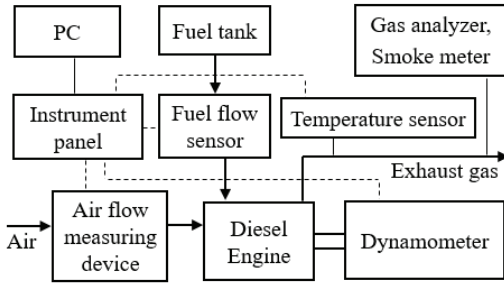 PC
Fuel tank
Gas analyzer,
Smoke meter
Instrument
panel
Fuel flow
sensor
Temperature sensor
Exhaust gas
Air
Air flow
measuring
device
Diesel
Engine
Dynamometer